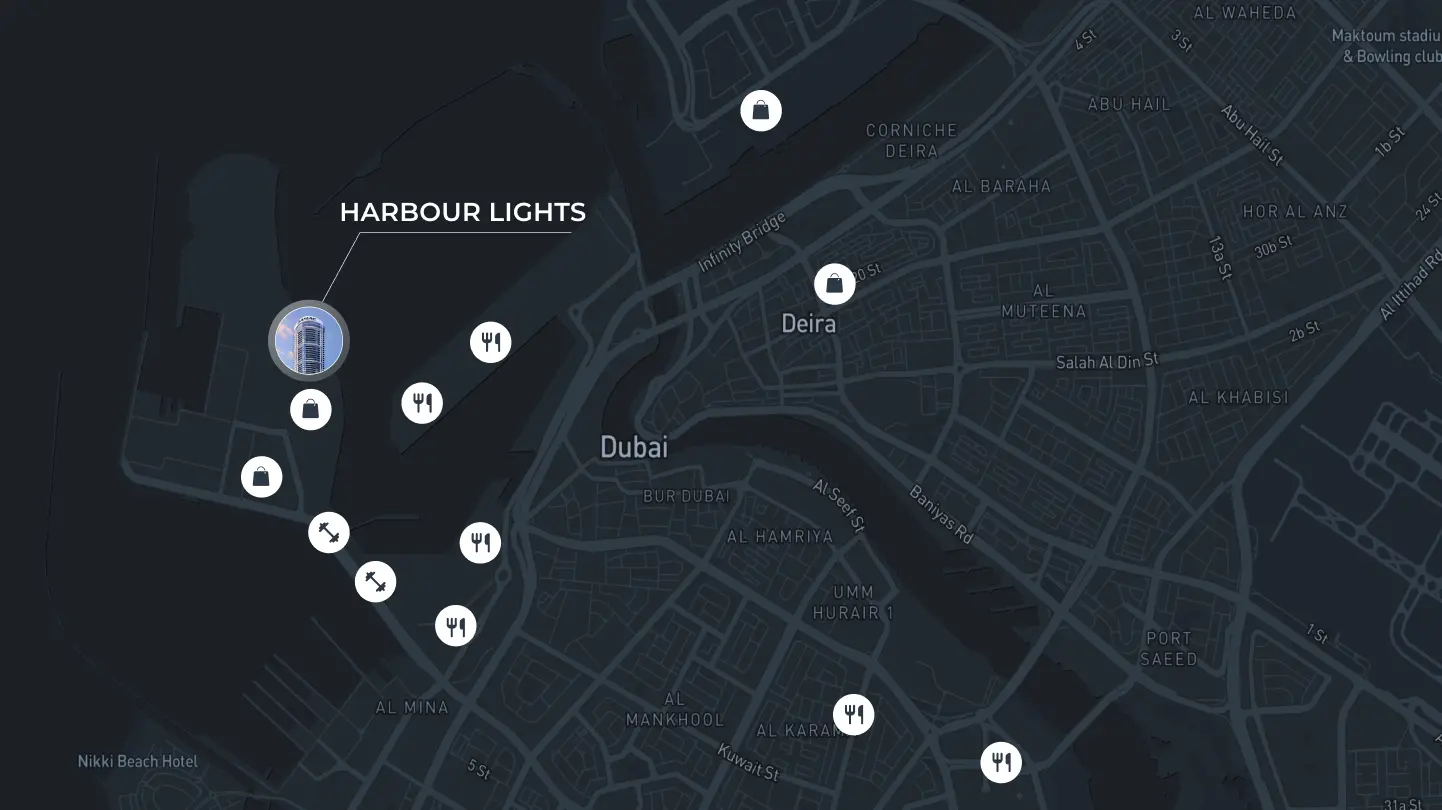 AL WAHEDA
4 St
3 St
Maktoum stadiu
& Bowling club
ABU HAIL
CORNICHE
DEIRA
Abu Hail St
1b St
AL BARAHA
HARBOUR LIGHTS
HOR AL ANZ
24 St
Infinity Bridge
13a St
30b St
20 St
Al Ittihad Rd
AL
MUTEENA
Deira
2b St
Salah Al Din St
AL KHABISI
Dubai
BUR DUBAI
Al Seef St
Baniyas Rd
AL HAMRIYA
UMM
HURAIR 1
1 St
PORT
SAEED
AL MINA
AL
MANKHOOL
AL KARAM
Kuwait St
Nikki Beach Hotel
5 St
31a St